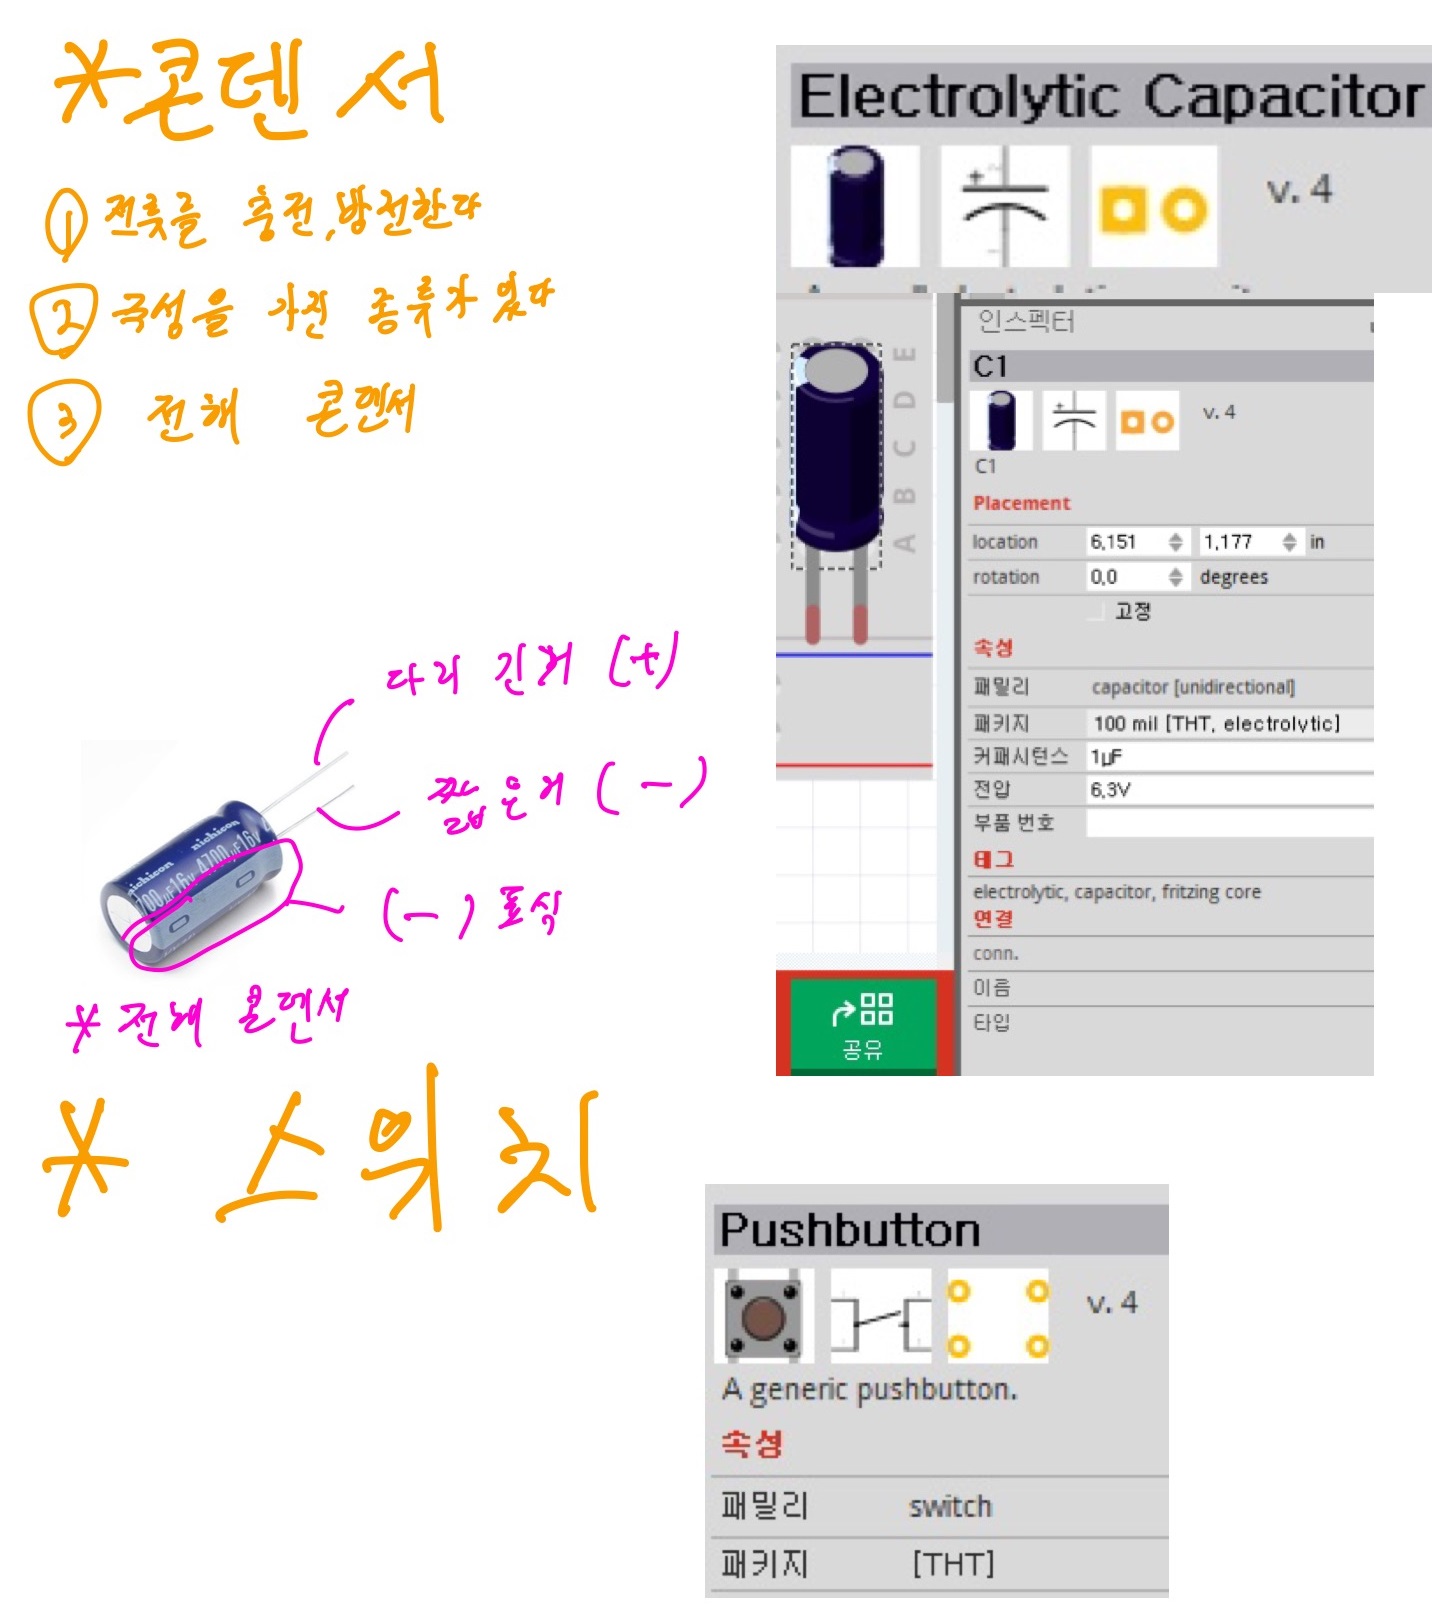 *콘덴서
① 전류를 충전,방전한다
② 극성을 가진 종류가 있다
③ 전해 콘덴서
Electrolytic Capacitor
v. 4
인스펙터
C1
v. 4
C1
Placement
location 6,151 1,177 in
rotation 0,0 degrees
고정
속성
패밀리 capacitor [unidirectional]
패키지 100 mil [THT, electrolytic]
커패시턴스 1µF
전압 6,3V
부품 번호
태그
electrolytic, capacitor, fritzing core
연결
conn.
이름
타입
E
D
C
B
A
공유
다리 긴거 (+)
짧은거 (-)
(-) 표식
nichicon nichicon
00µF16V 4700µF16V
* 전해 콘덴서
* 스위치
Pushbutton
v. 4
A generic pushbutton.
속성
패밀리 switch
패키지 [THT]